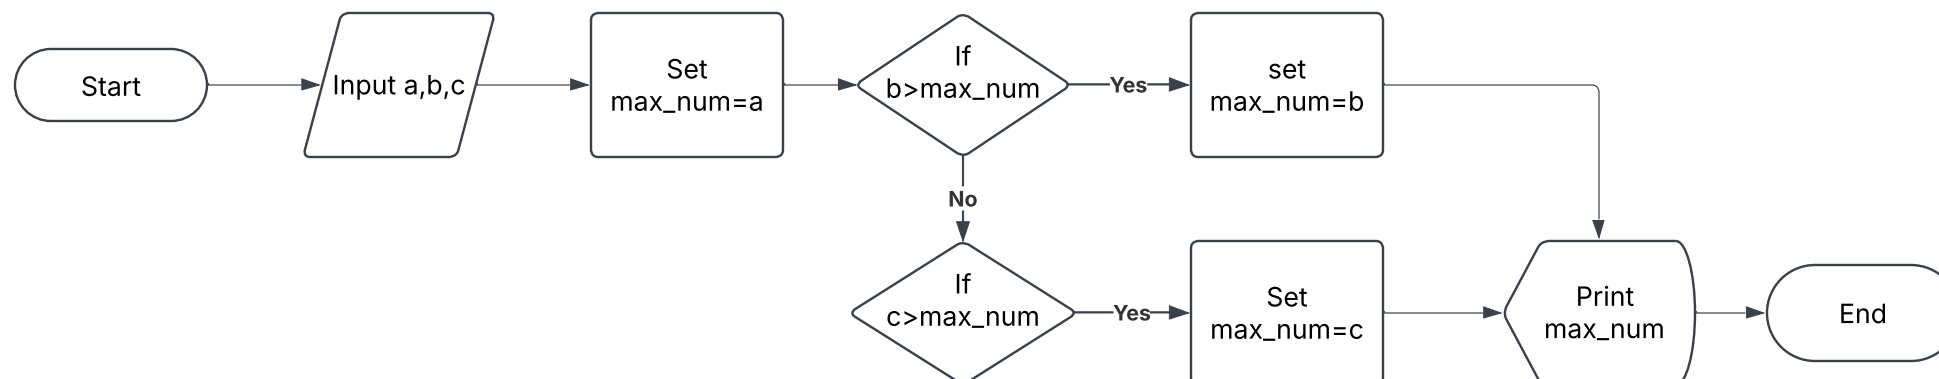 Start
Input a,b,c
Set
max_num=a
If
b>max_num
Yes
set
max_num=b
No
If
c>max_num
Yes
Set
max_num=c
Print
max_num
End